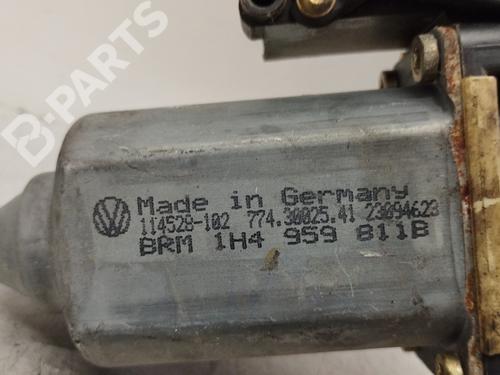 B-PARTS
Made in Germany
114528-102 774.30025.41 23094623
BRM 1H4 959 811B